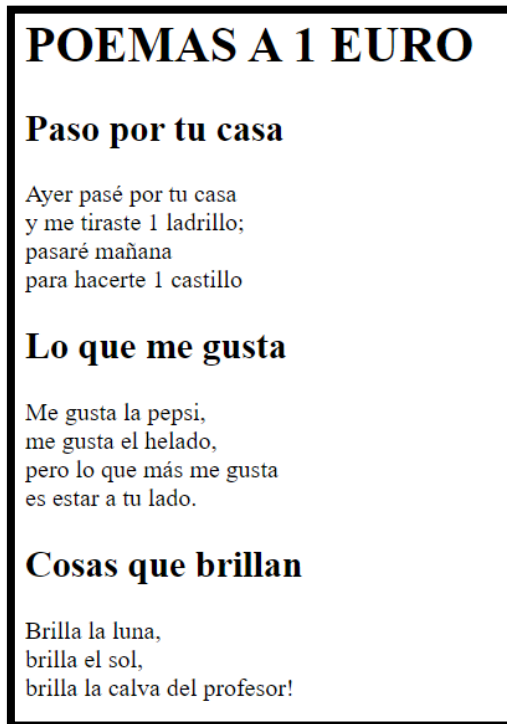 POEMAS A 1 EURO
Paso por tu casa
Ayer pasé por tu casa
y me tiraste 1 ladrillo;
pasaré mañana
para hacerte 1 castillo
Lo que me gusta
Me gusta la pepsi,
me gusta el helado,
pero lo que más me gusta
es estar a tu lado.
Cosas que brillan
Brilla la luna,
brilla el sol,
brilla la calva del profesor!